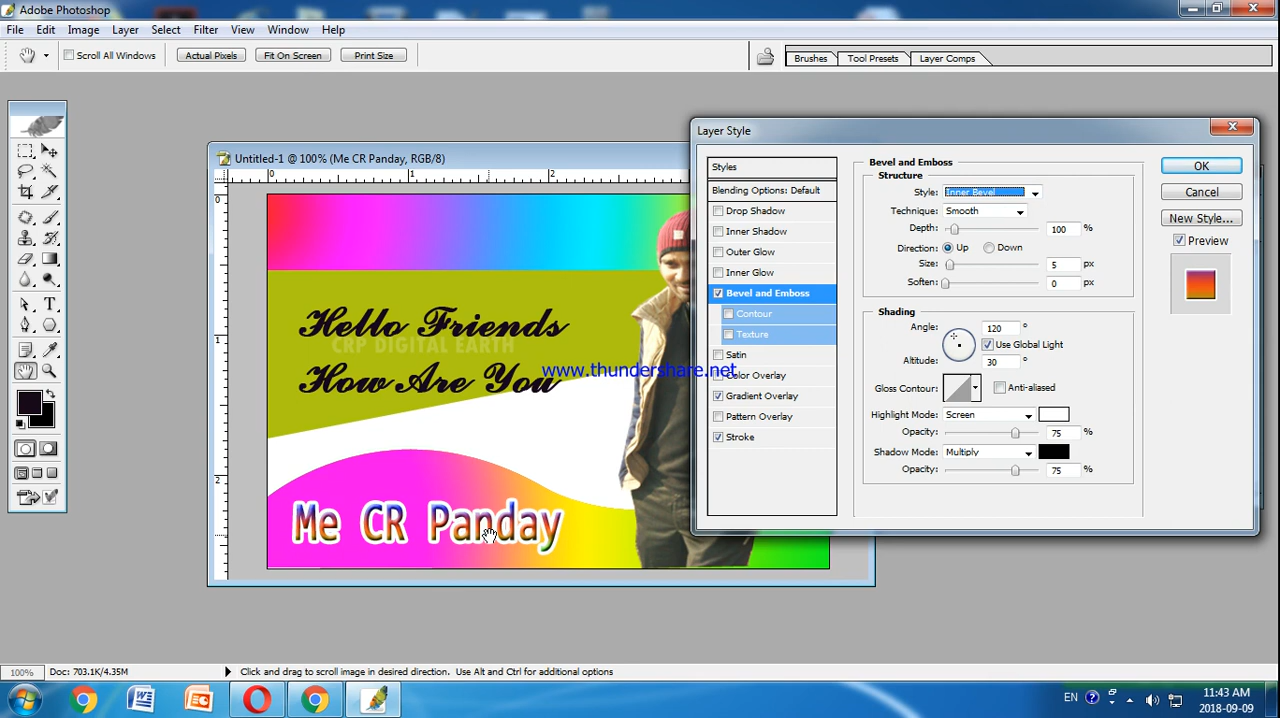 Adobe Photoshop
File Edit Image Layer Select Filter View Window Help
Scroll All Windows Actual Pixels Fit On Screen Print Size Brushes Tool Presets Layer Comps
Untitled-1 @ 100% (Me CR Panday, RGB/8)
0 1 2
0
1
2
Hello Friends
CRP DIGITAL EARTH
How Are You
www.thundershare.net
Me CR Panday
Layer Style
Styles
Blending Options: Default
Drop Shadow
Inner Shadow
Outer Glow
Inner Glow
Bevel and Emboss
Contour
Texture
Satin
Color Overlay
Gradient Overlay
Pattern Overlay
Stroke
Bevel and Emboss
Structure
Style: Inner Bevel
Technique: Smooth
Depth: 100 %
Direction: Up Down
Size: 5 px
Soften: 0 px
Shading
Angle: 120 °
Use Global Light
Altitude: 30 °
Gloss Contour: Anti-aliased
Highlight Mode: Screen
Opacity: 75 %
Shadow Mode: Multiply
Opacity: 75 %
OK
Cancel
New Style...
Preview
100% Doc: 703.1K/4.35M Click and drag to scroll image in desired direction. Use Alt and Ctrl for additional options
EN 11:43 AM
2018-09-09